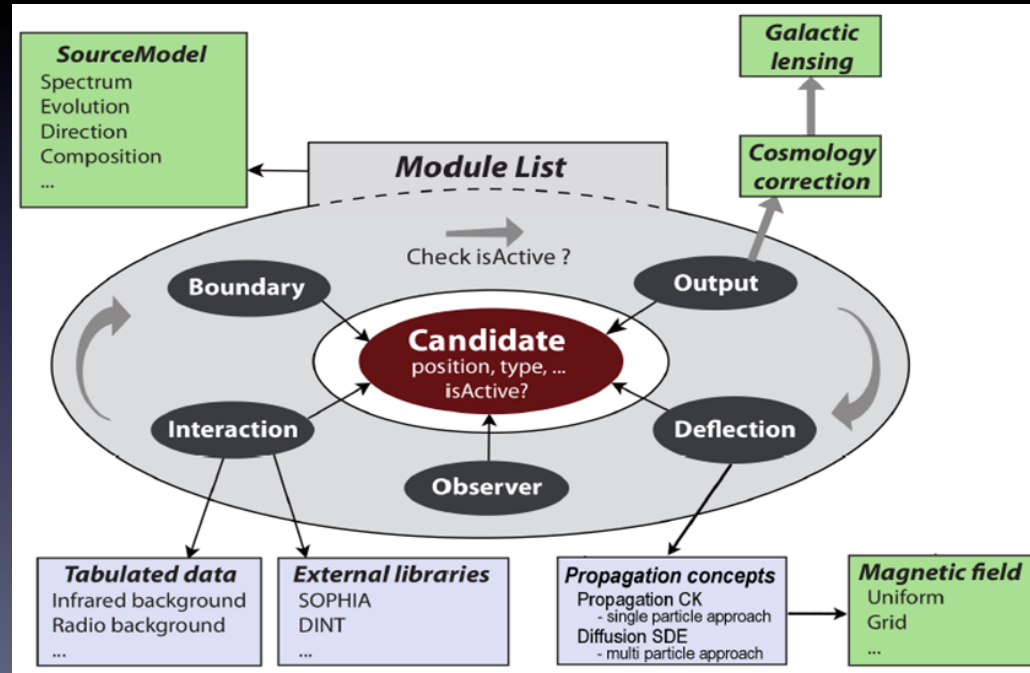 SourceModel
Spectrum
Evolution
Direction
Composition
...
Galactic
lensing
Cosmology
correction
Module List
Check isActive ?
Boundary
Output
Candidate
position, type, ...
isActive?
Interaction
Deflection
Observer
Tabulated data
Infrared background
Radio background
...
External libraries
SOPHIA
DINT
...
Propagation concepts
Propagation CK
- single particle approach
Diffusion SDE
- multi particle approach
Magnetic field
Uniform
Grid
...